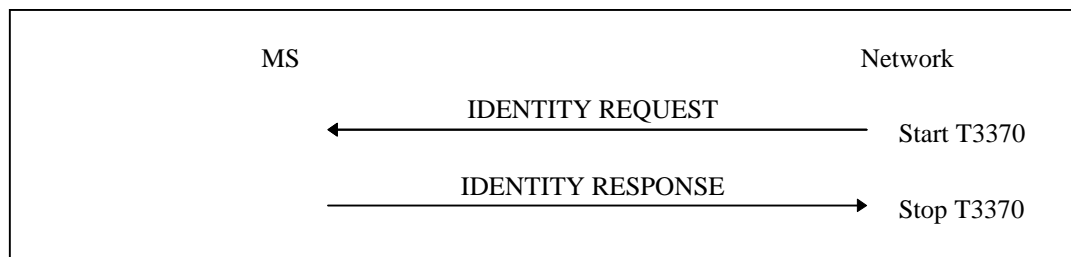 MS Network
IDENTITY REQUEST
Start T3370
IDENTITY RESPONSE
Stop T3370